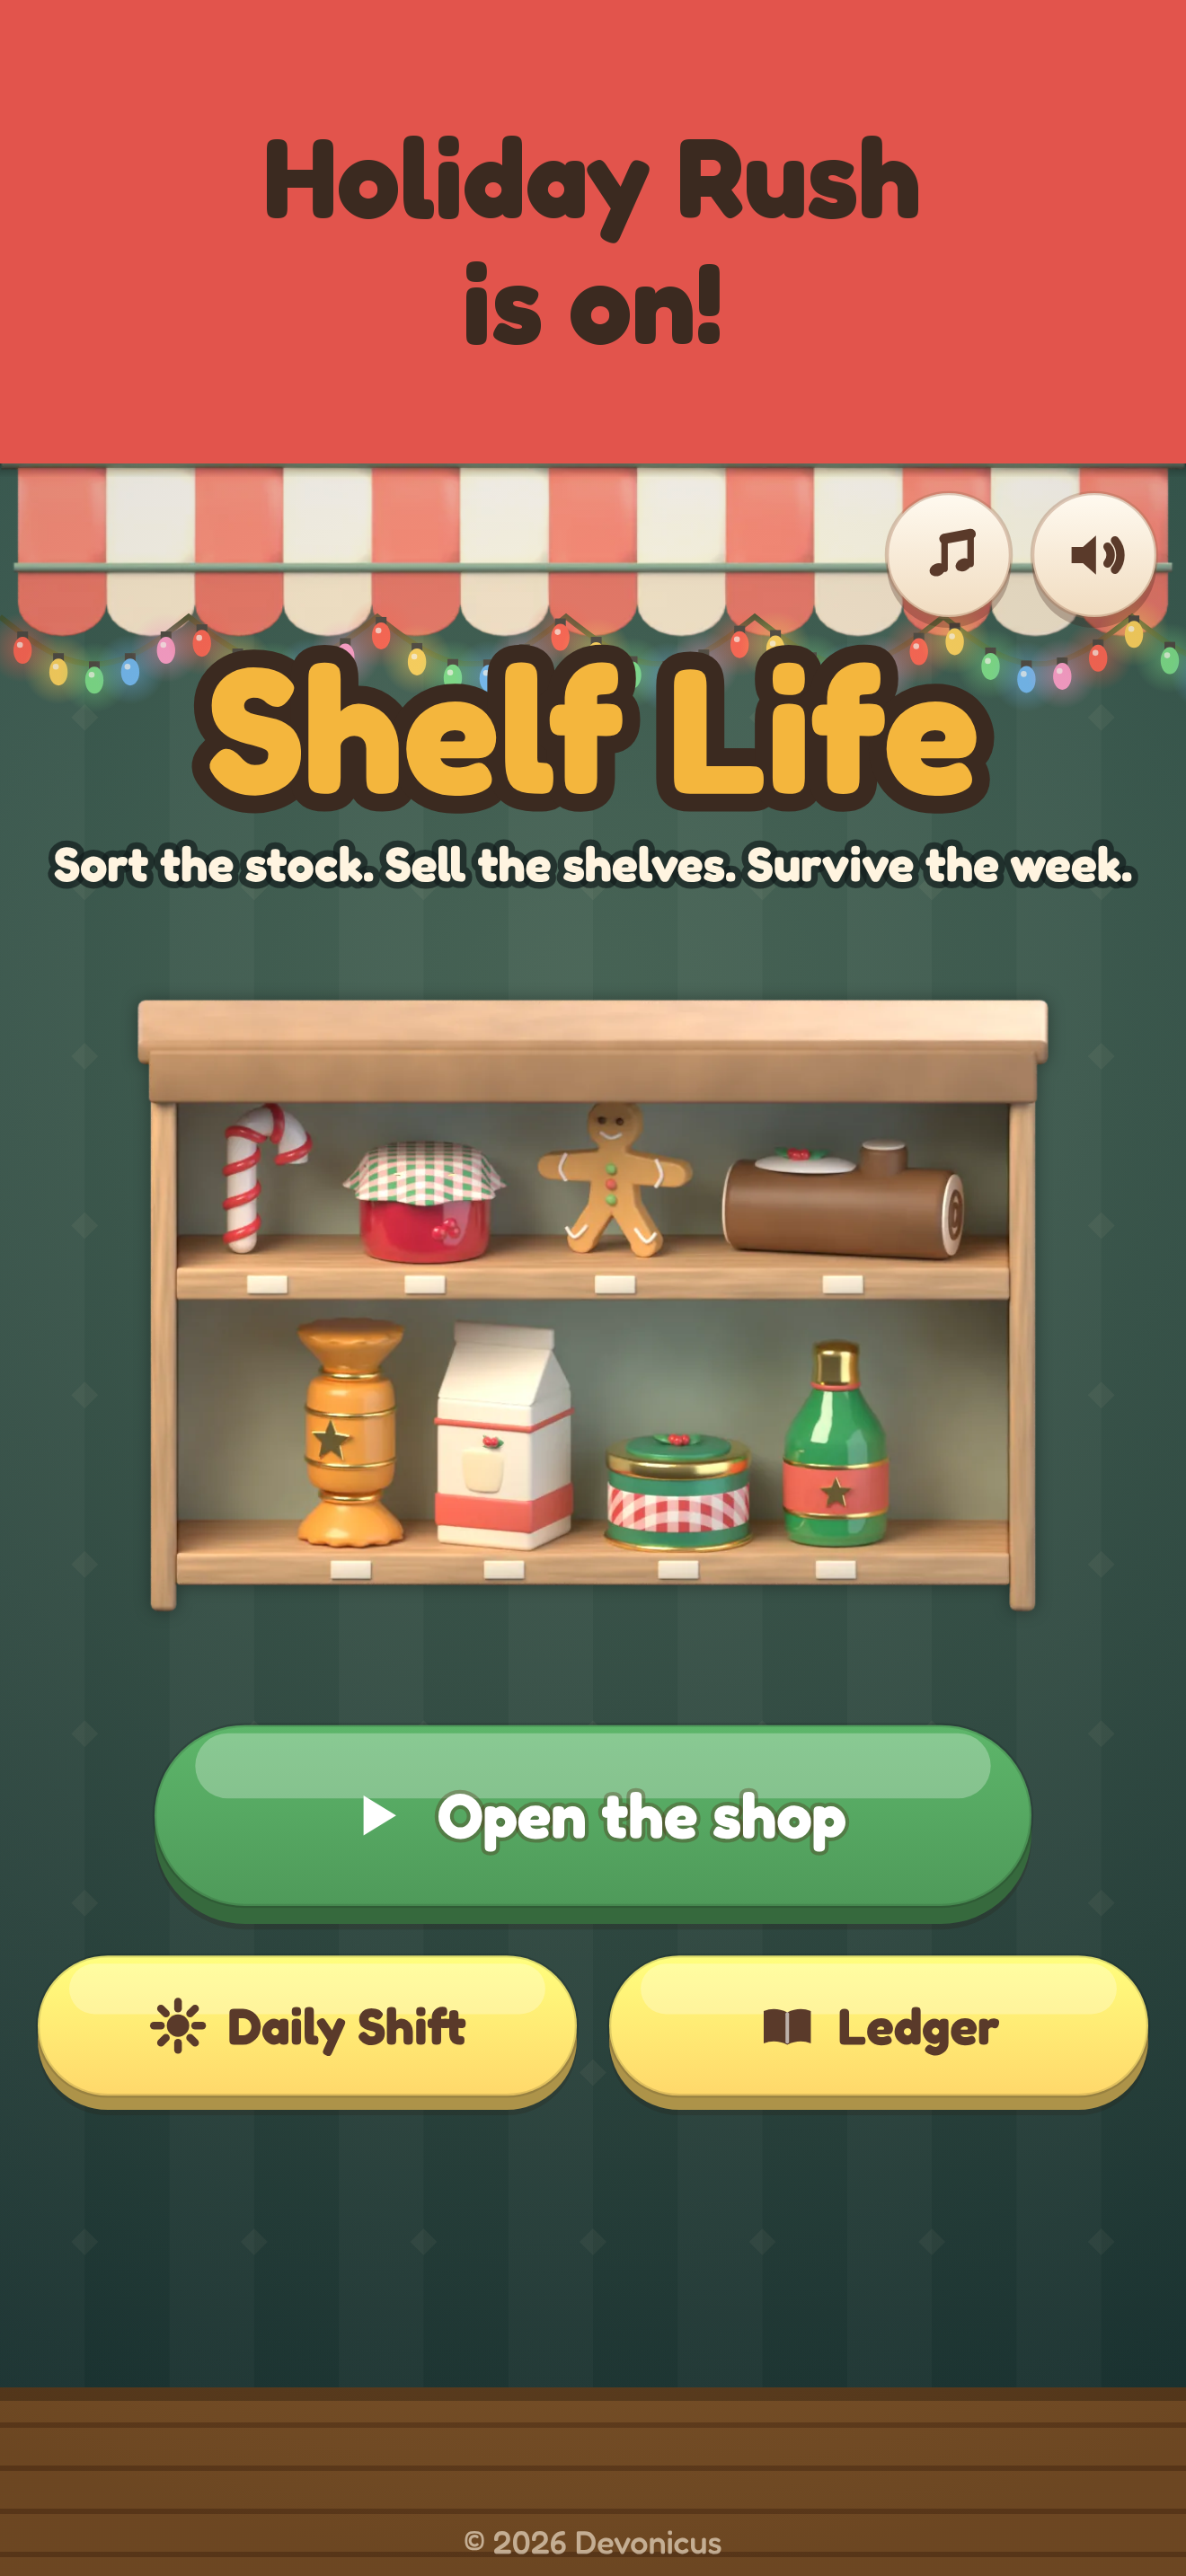 Holiday Rush
is on!
Shelf Life
Sort the stock. Sell the shelves. Survive the week.
Open the shop
Daily Shift
Ledger
© 2026 Devonicus